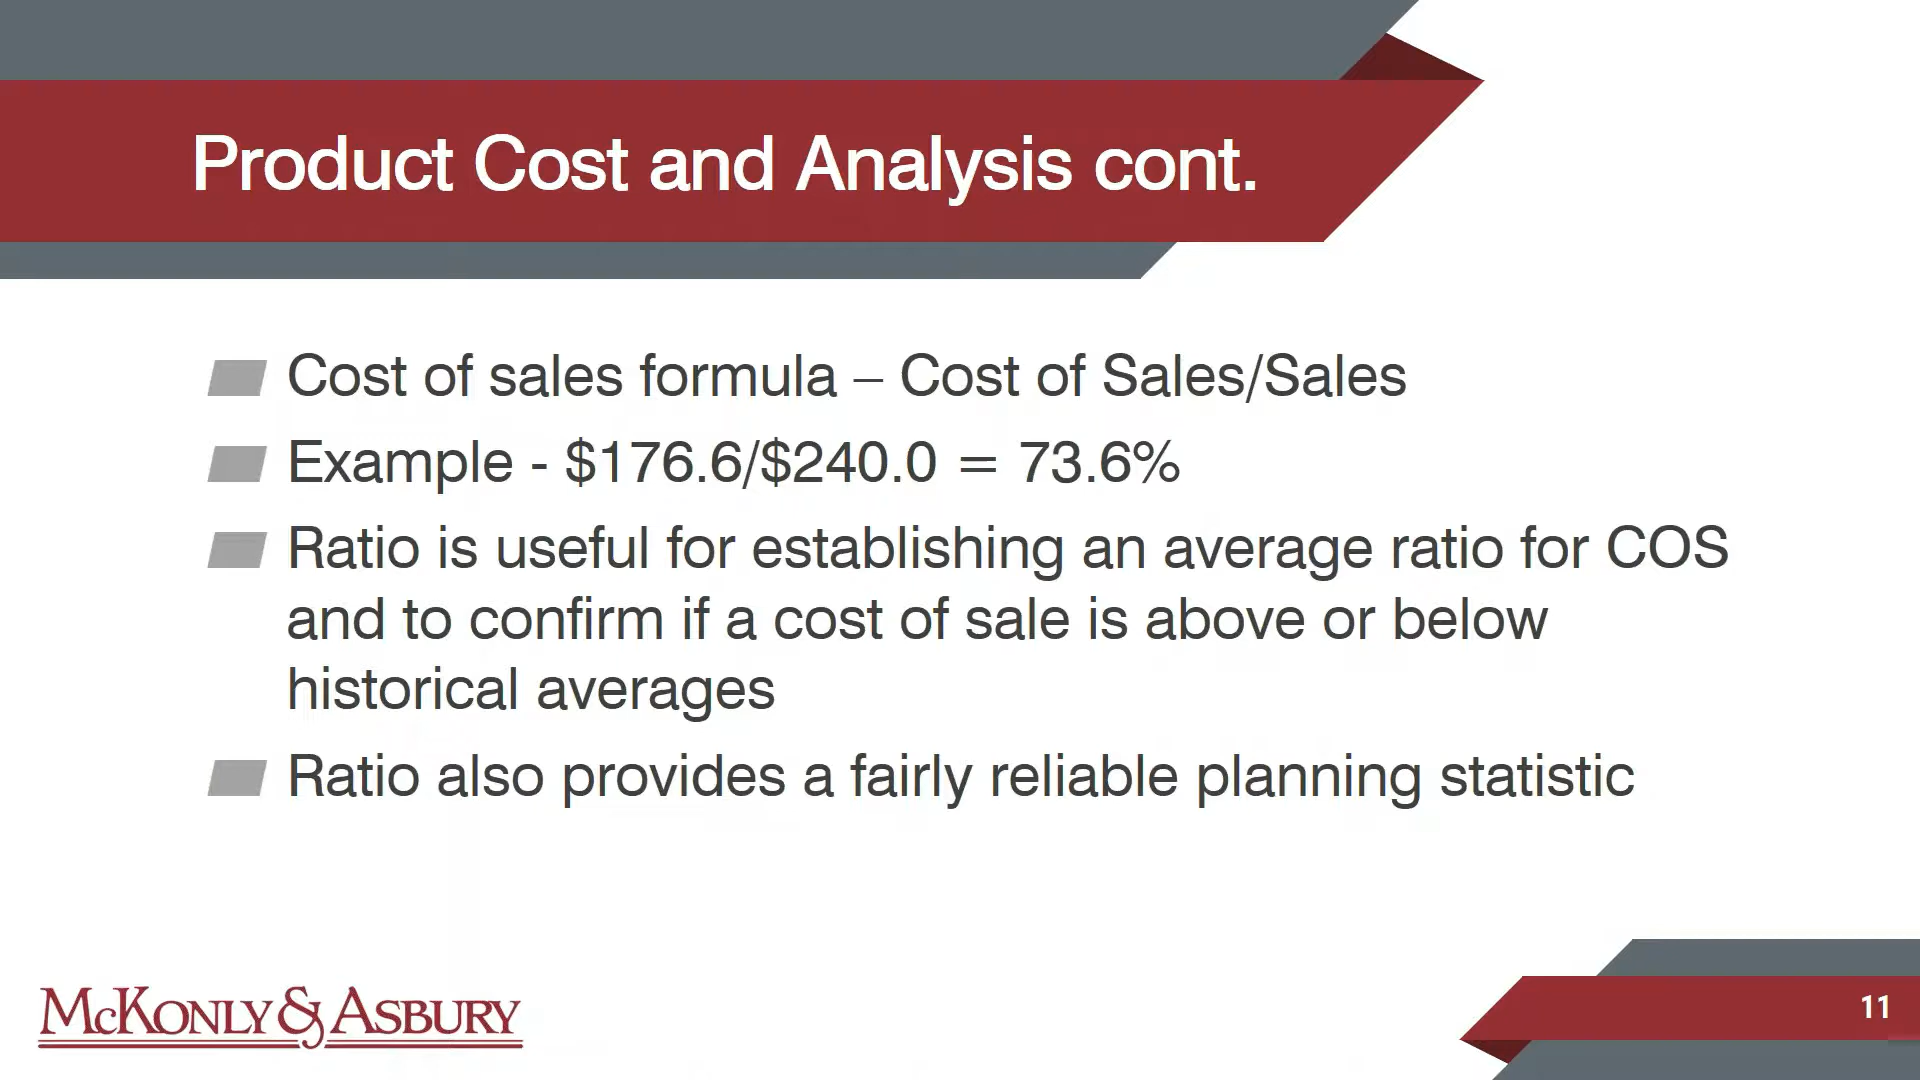 Product Cost and Analysis cont.
Cost of sales formula – Cost of Sales/Sales
Example - $176.6/$240.0 = 73.6%
Ratio is useful for establishing an average ratio for COS
and to confirm if a cost of sale is above or below
historical averages
Ratio also provides a fairly reliable planning statistic
McKonly & Asbury
11